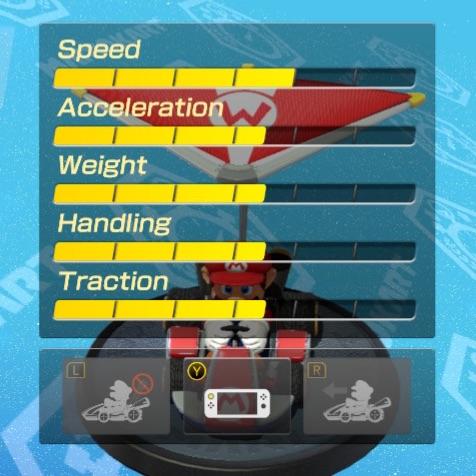 Speed
Acceleration
Weight
Handling
Traction
L
Y
R